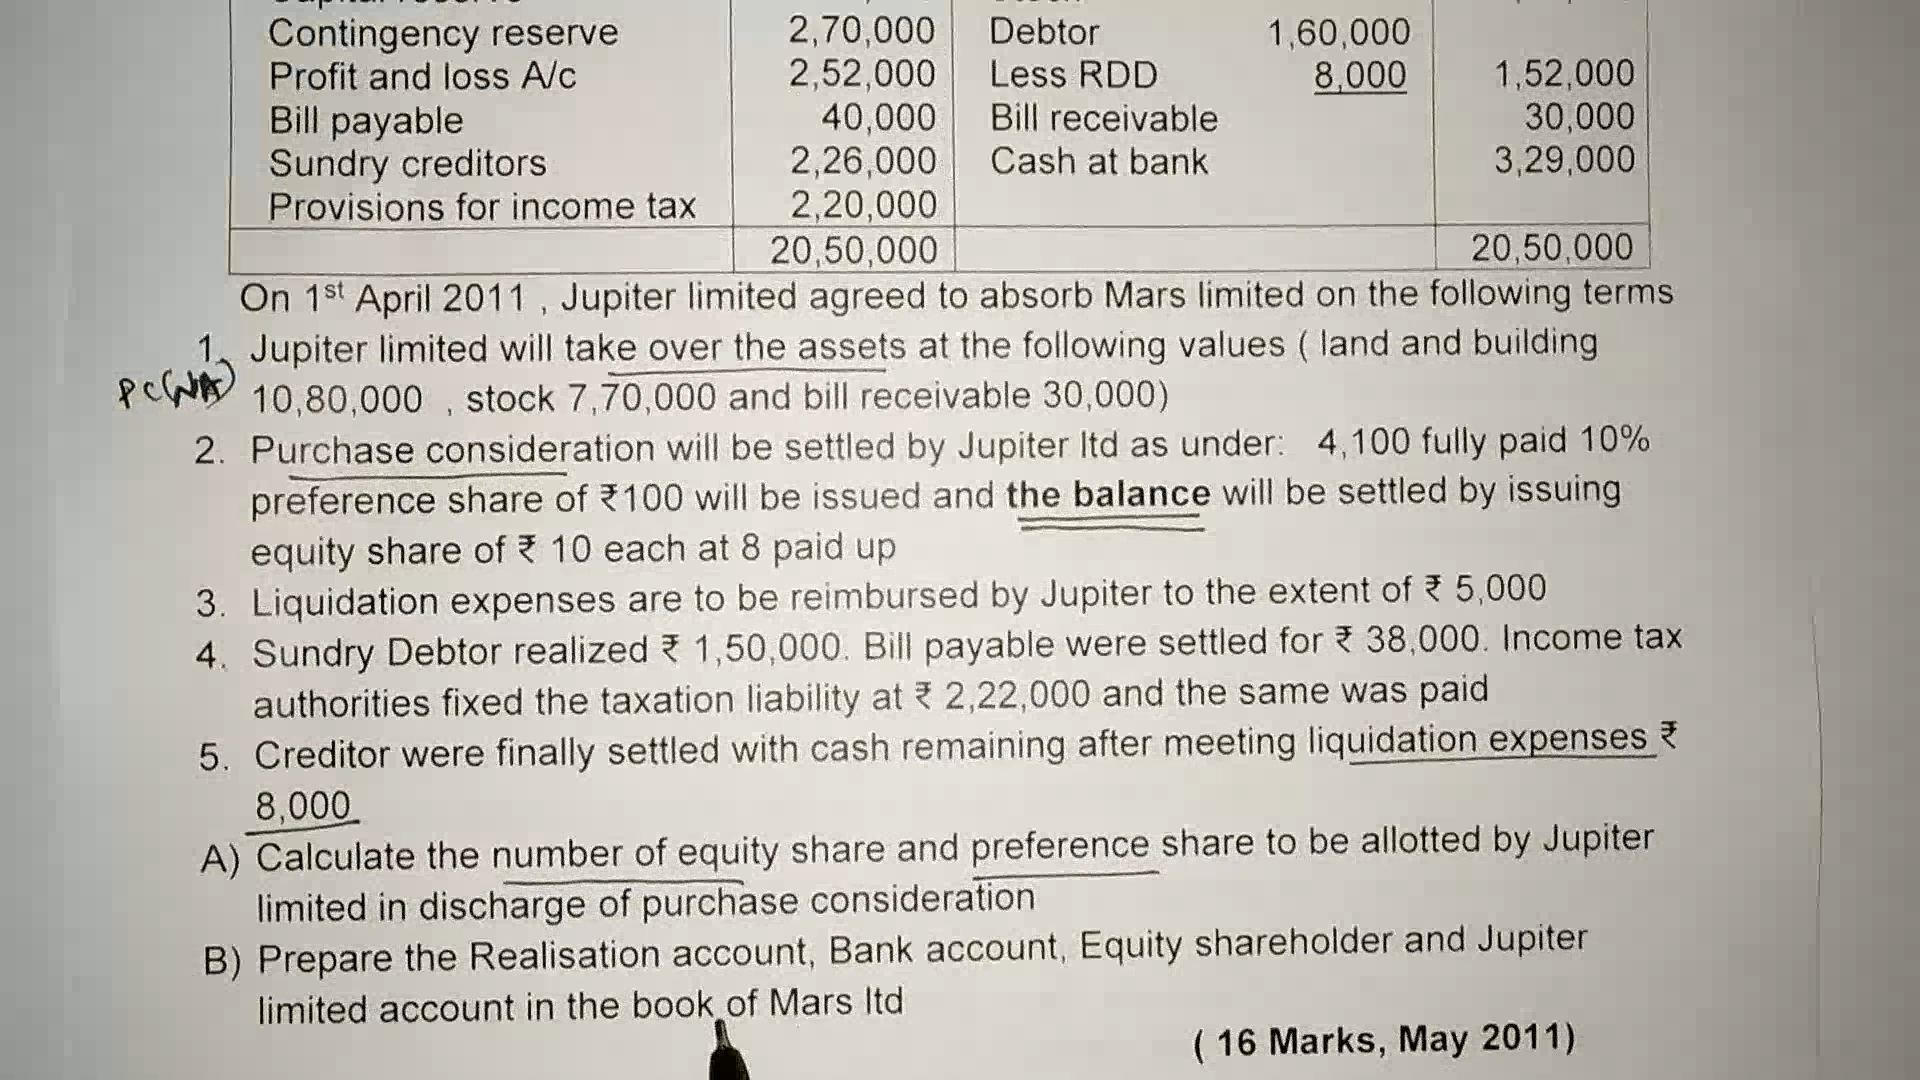 Contingency reserve 2,70,000 Debtor 1,60,000
Profit and loss A/c 2,52,000 Less RDD 8,000 1,52,000
Bill payable 40,000 Bill receivable 30,000
Sundry creditors 2,26,000 Cash at bank 3,29,000
Provisions for income tax 2,20,000
20,50,000 20,50,000
On 1st April 2011 , Jupiter limited agreed to absorb Mars limited on the following terms
1. Jupiter limited will take over the assets at the following values ( land and building
PC(NA) 10,80,000 , stock 7,70,000 and bill receivable 30,000)
2. Purchase consideration will be settled by Jupiter ltd as under: 4,100 fully paid 10%
preference share of ₹100 will be issued and the balance will be settled by issuing
equity share of ₹ 10 each at 8 paid up
3. Liquidation expenses are to be reimbursed by Jupiter to the extent of ₹ 5,000
4. Sundry Debtor realized ₹ 1,50,000. Bill payable were settled for ₹ 38,000. Income tax
authorities fixed the taxation liability at ₹ 2,22,000 and the same was paid
5. Creditor were finally settled with cash remaining after meeting liquidation expenses ₹
8,000
A) Calculate the number of equity share and preference share to be allotted by Jupiter
limited in discharge of purchase consideration
B) Prepare the Realisation account, Bank account, Equity shareholder and Jupiter
limited account in the book of Mars ltd
( 16 Marks, May 2011)